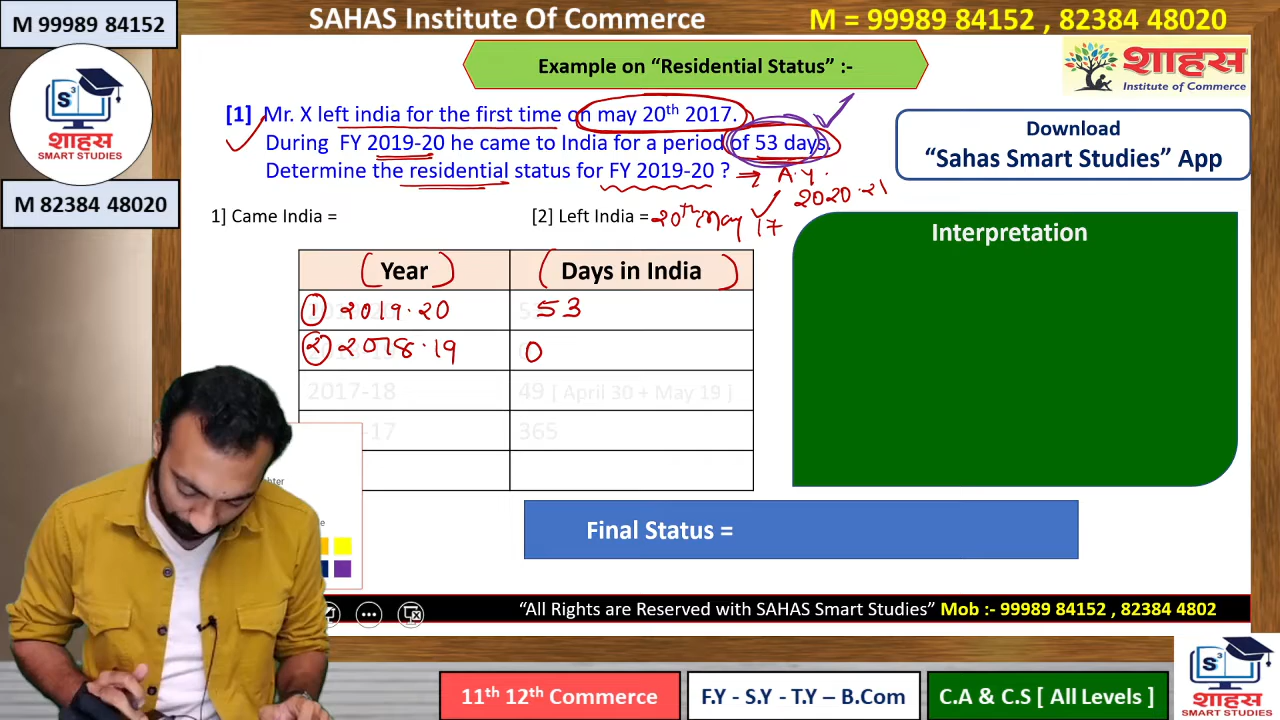 M 99989 84152
SAHAS Institute Of Commerce
M = 99989 84152 , 82384 48020
S³
शाहस
SMART STUDIES
M 82384 48020
Example on “Residential Status” :-
शाहस
Institute of Commerce
[1] Mr. X left india for the first time on may 20th 2017.
During FY 2019-20 he came to India for a period of 53 days.
Determine the residential status for FY 2019-20 ? → A.Y.
2020-21
Download
“Sahas Smart Studies” App
1] Came India =
[2] Left India = 20th May 17
Interpretation
(Year) (Days in India)
① 2019-20 53
② 2018-19 0
2017-18 49 [ April 30 + May 19 ]
-17 365
Final Status =
“All Rights are Reserved with SAHAS Smart Studies” Mob :- 99989 84152 , 82384 4802
11th 12th Commerce
F.Y - S.Y - T.Y – B.Com
C.A & C.S [ All Levels ]
S³
शाहस
SMART STUDIES